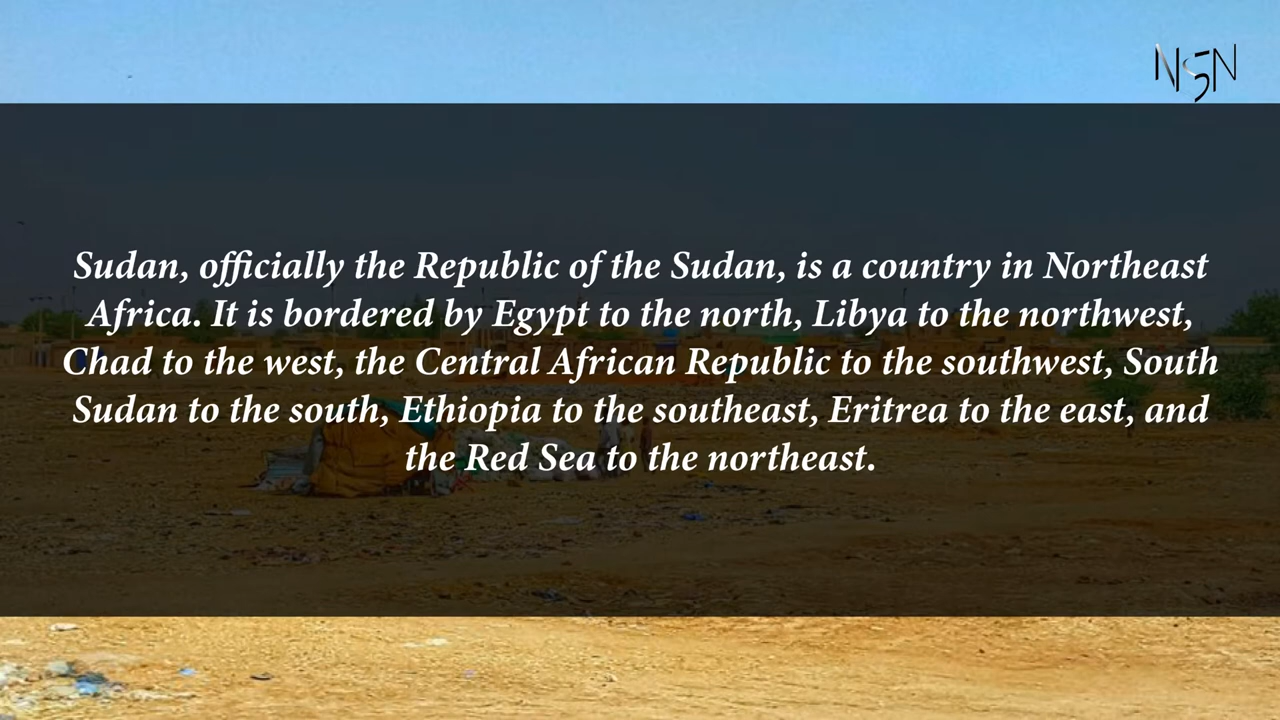 NSN
Sudan, officially the Republic of the Sudan, is a country in Northeast
Africa. It is bordered by Egypt to the north, Libya to the northwest,
Chad to the west, the Central African Republic to the southwest, South
Sudan to the south, Ethiopia to the southeast, Eritrea to the east, and
the Red Sea to the northeast.